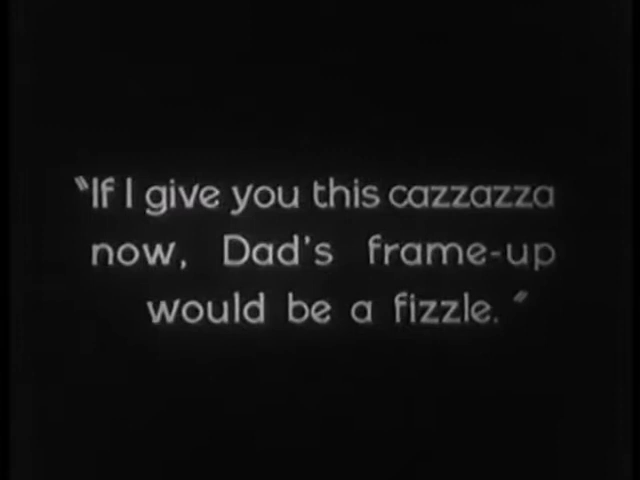 "If I give you this cazzazza
now, Dad's frame-up
would be a fizzle."